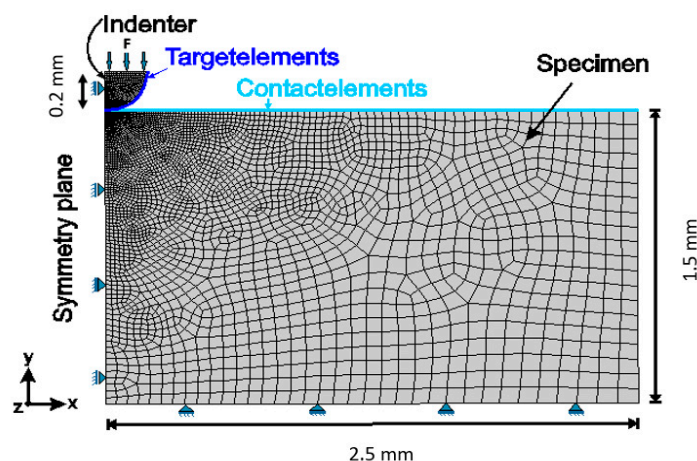 Indenter
F
Targetelements
Contactelements
Specimen
0.2 mm
Symmetry plane
1.5 mm
y
z
x
2.5 mm